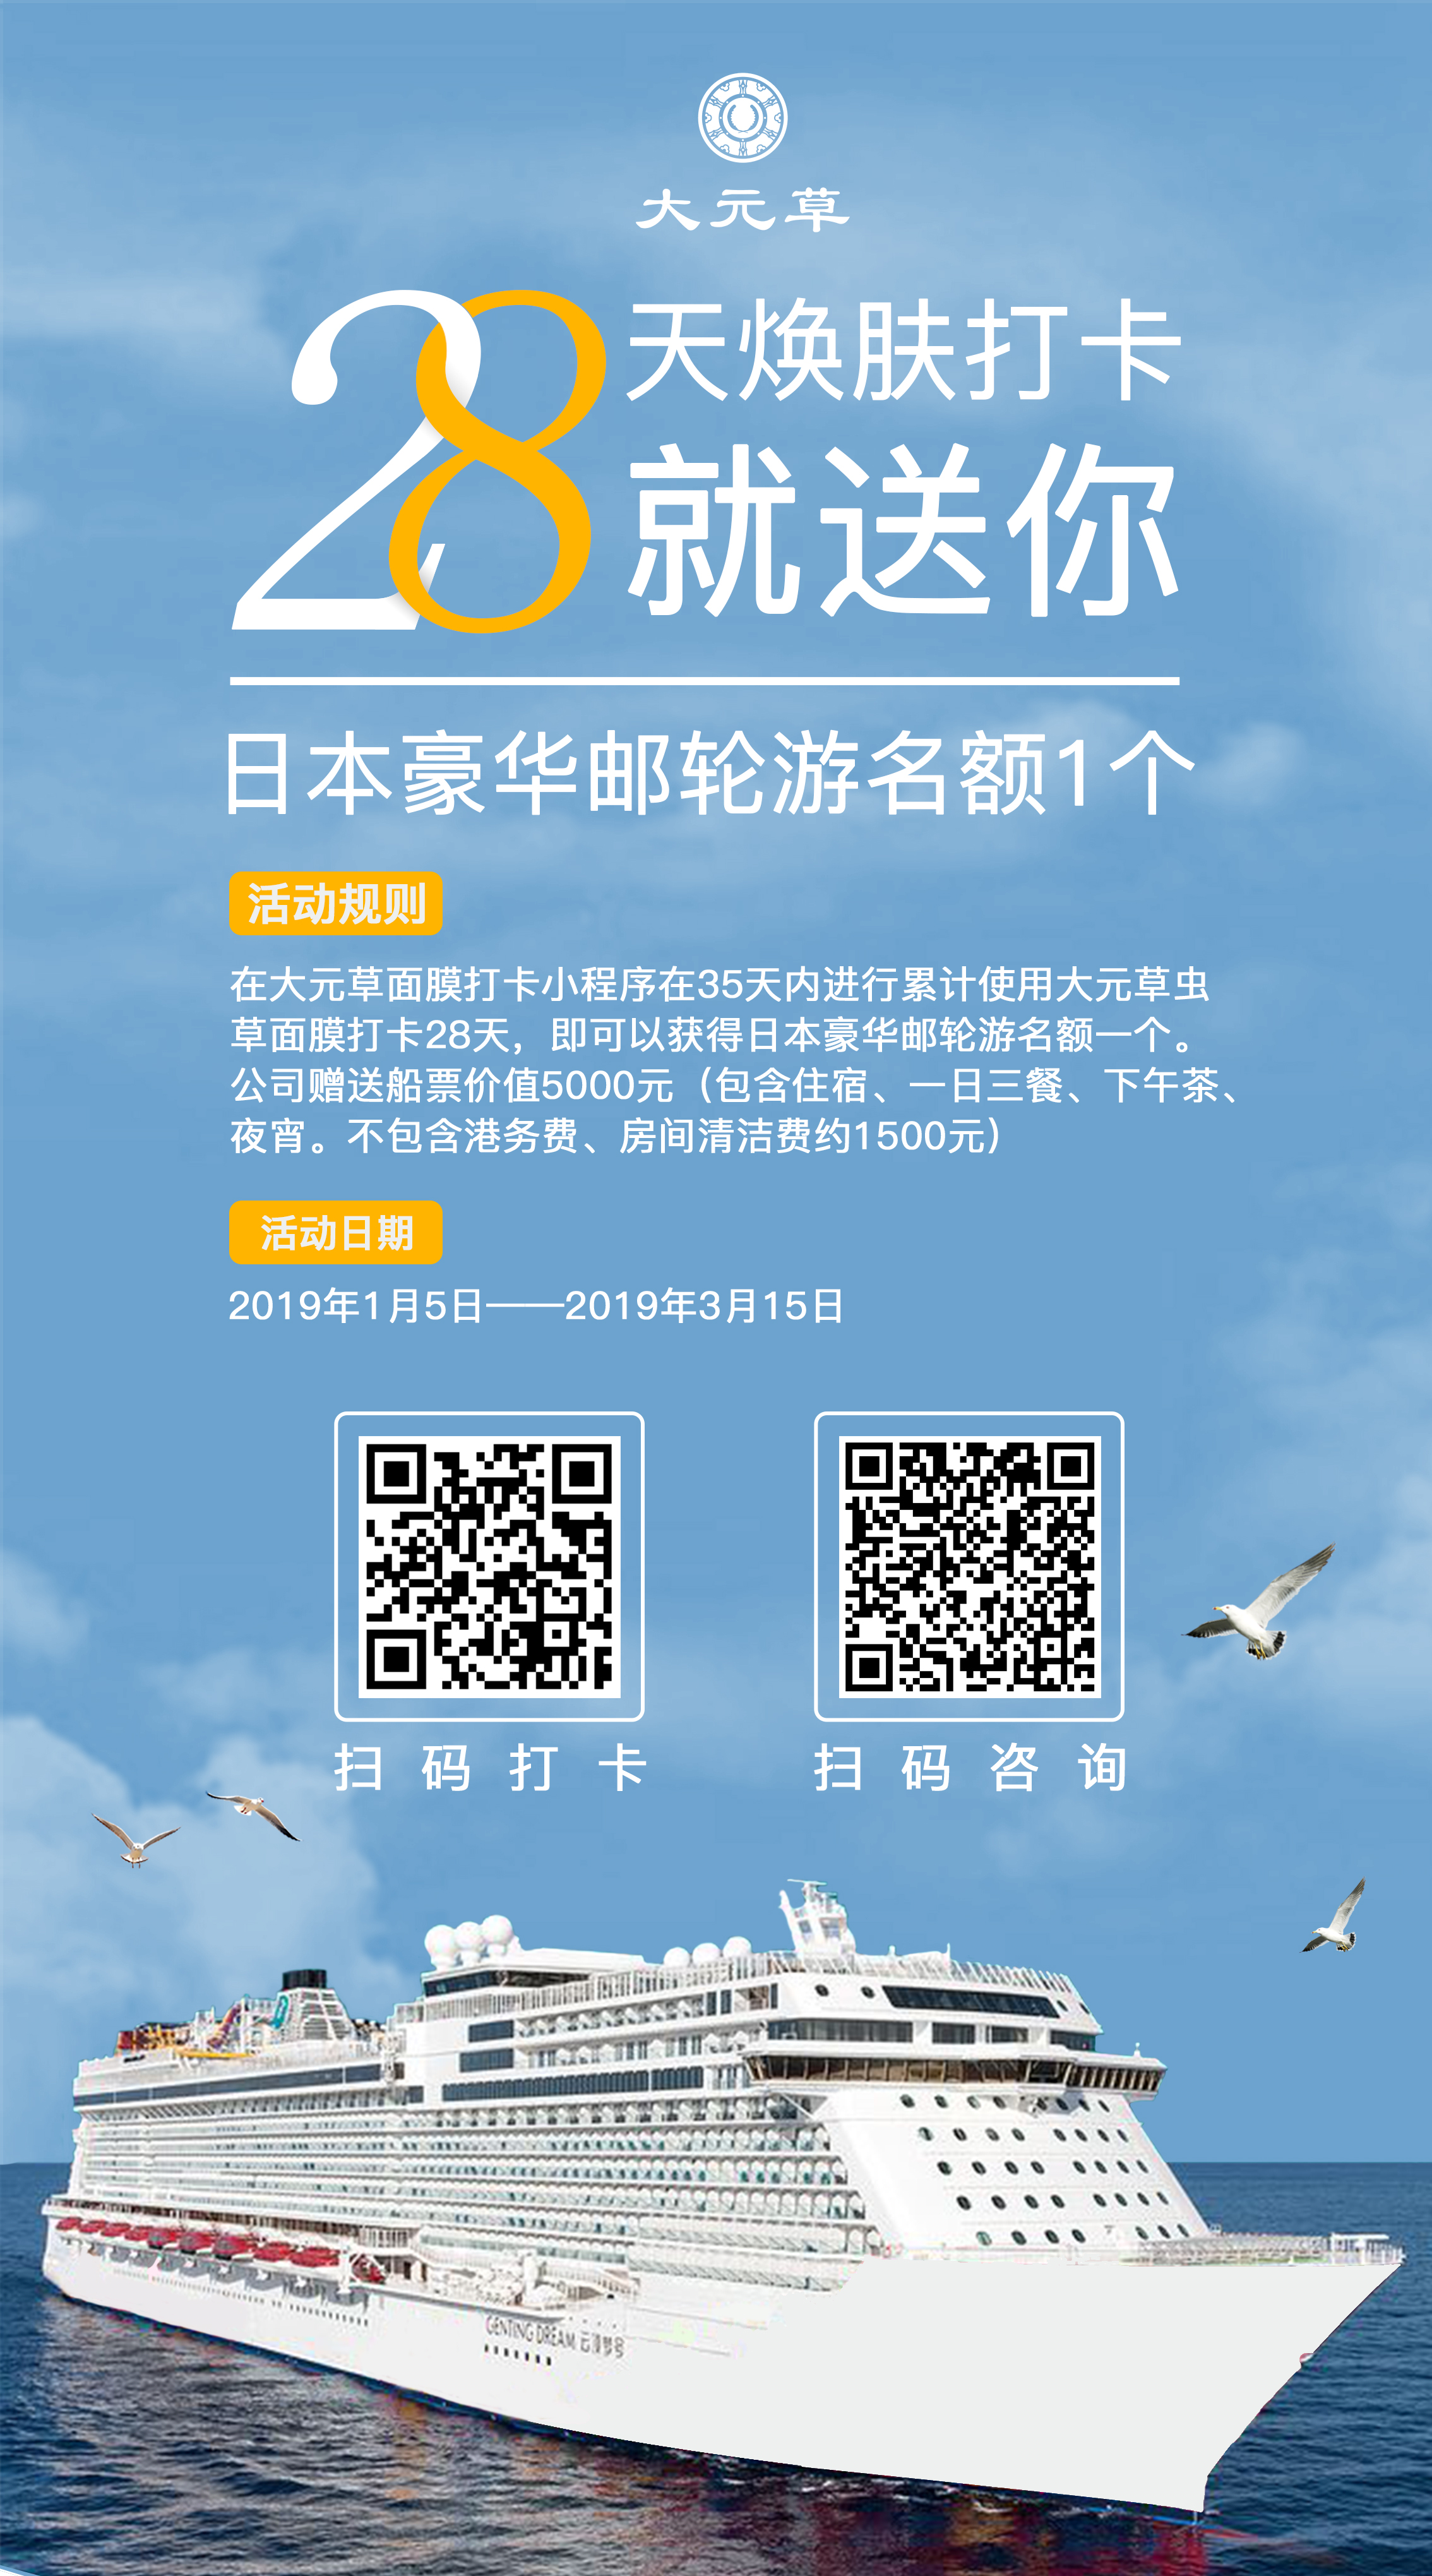 大元草
28天焕肤打卡
就送你
日本豪华邮轮游名额1个
活动规则
在大元草面膜打卡小程序在35天内进行累计使用大元草虫
草面膜打卡28天，即可以获得日本豪华邮轮游名额一个。
公司赠送船票价值5000元（包含住宿、一日三餐、下午茶、
夜宵。不包含港务费、房间清洁费约1500元）
活动日期
2019年1月5日——2019年3月15日
扫码打卡
扫码咨询
GENTING DREAM 云顶梦号